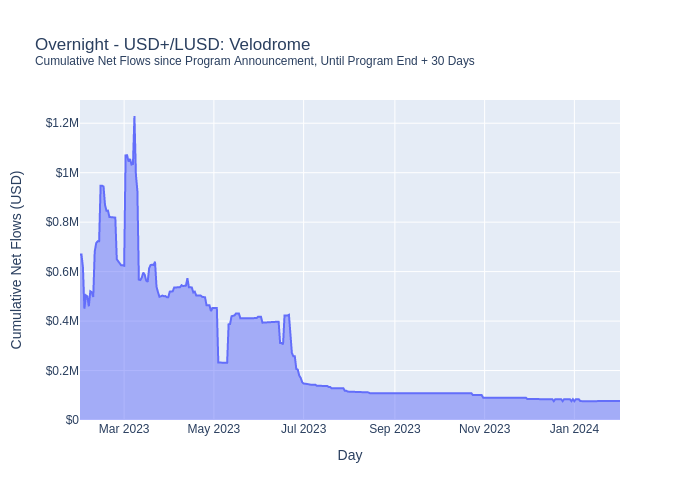 Overnight - USD+/LUSD: Velodrome
Cumulative Net Flows since Program Announcement, Until Program End + 30 Days
Cumulative Net Flows (USD)
$1.2M
$1M
$0.8M
$0.6M
$0.4M
$0.2M
$0
Mar 2023 May 2023 Jul 2023 Sep 2023 Nov 2023 Jan 2024
Day